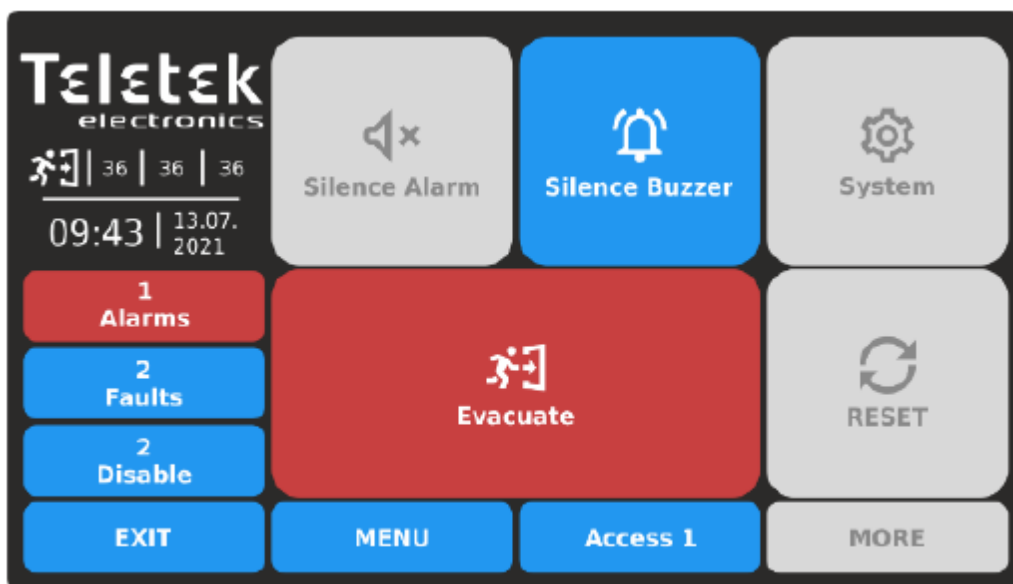 Tεlεtεk
electronics
36 | 36 | 36
09:43 | 13.07.
2021
1
Alarms
2
Faults
2
Disable
EXIT
Silence Alarm
Silence Buzzer
System
Evacuate
RESET
MENU
Access 1
MORE